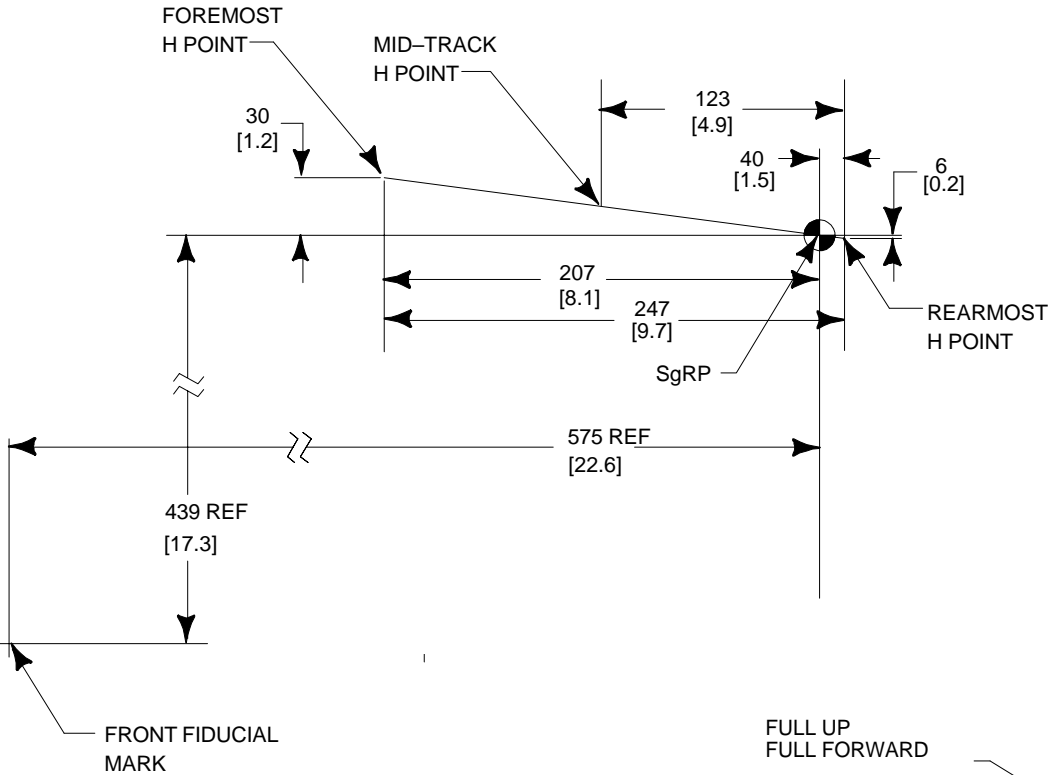 FOREMOST
H POINT
MID–TRACK
H POINT
123
[4.9]
30
[1.2]
40
[1.5]
6
[0.2]
207
[8.1]
247
[9.7]
REARMOST
H POINT
SgRP
575 REF
[22.6]
439 REF
[17.3]
FRONT FIDUCIAL
MARK
FULL UP
FULL FORWARD